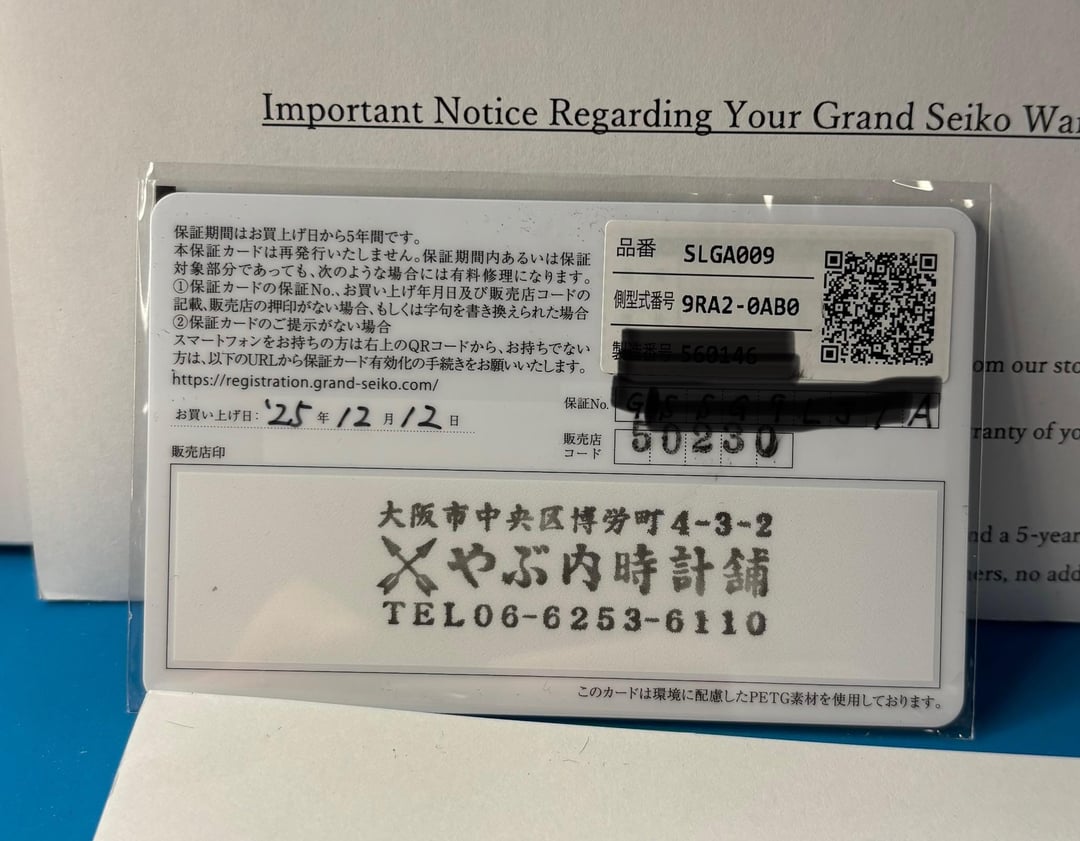 Important Notice Regarding Your Grand Seiko
保証期間はお買上げ日から5年間です。
本保証カードは再発行いたしません。保証期間内あるいは保証
対象部分であっても、次のような場合には有料修理になります。
①保証カードの保証No.、お買い上げ年月日及び販売店コードの
記載、販売店の押印がない場合、もしくは字句を書き換えられた場合
②保証カードのご提示がない場合
スマートフォンをお持ちの方は右上のQRコードから、お持ちでない
方は、以下のURLから保証カード有効化の手続きをお願いいたします。
https://registration.grand-seiko.com/
お買い上げ日: '25 年 12 月 12 日
品番 SLGA009
側型式番号 9RA2-0AB0
製造番号
保証No.
販売店
コード 50230
販売店印
大阪市中央区博労町4-3-2
やぶ内時計舗
TEL06-6253-6110
このカードは環境に配慮したPETG素材を使用しております。
our
of
a 5-year
no